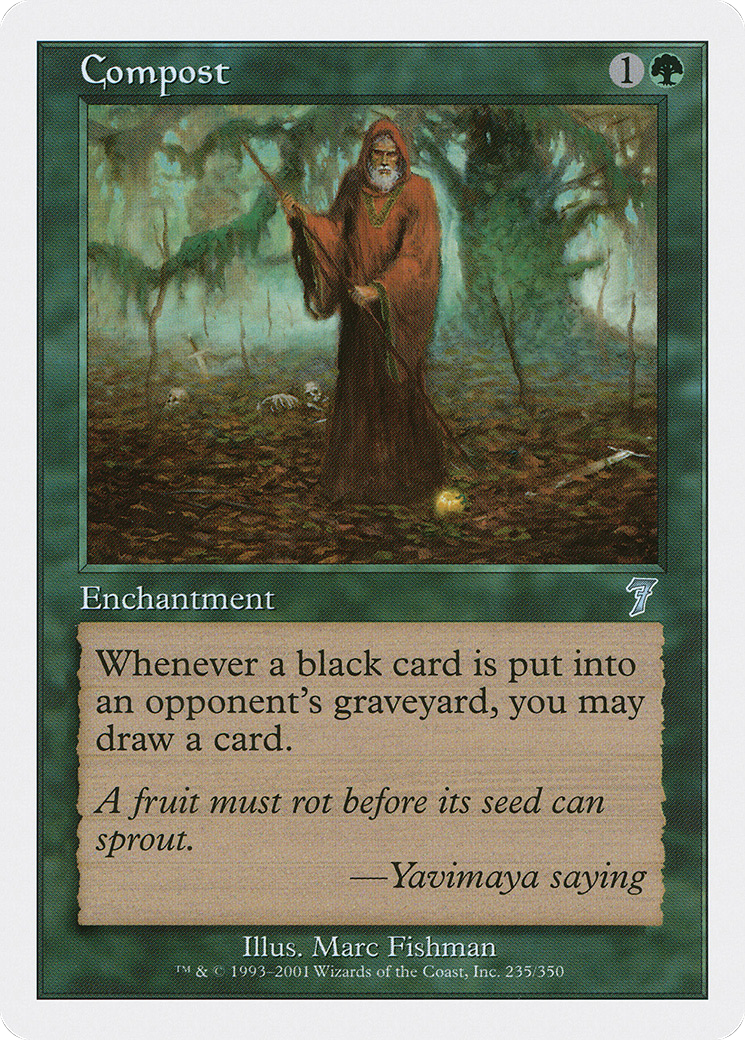 Compost 1
Enchantment 7
Whenever a black card is put into
an opponent's graveyard, you may
draw a card.
A fruit must rot before its seed can
sprout.
—Yavimaya saying
Illus. Marc Fishman
™ & © 1993–2001 Wizards of the Coast, Inc. 235/350